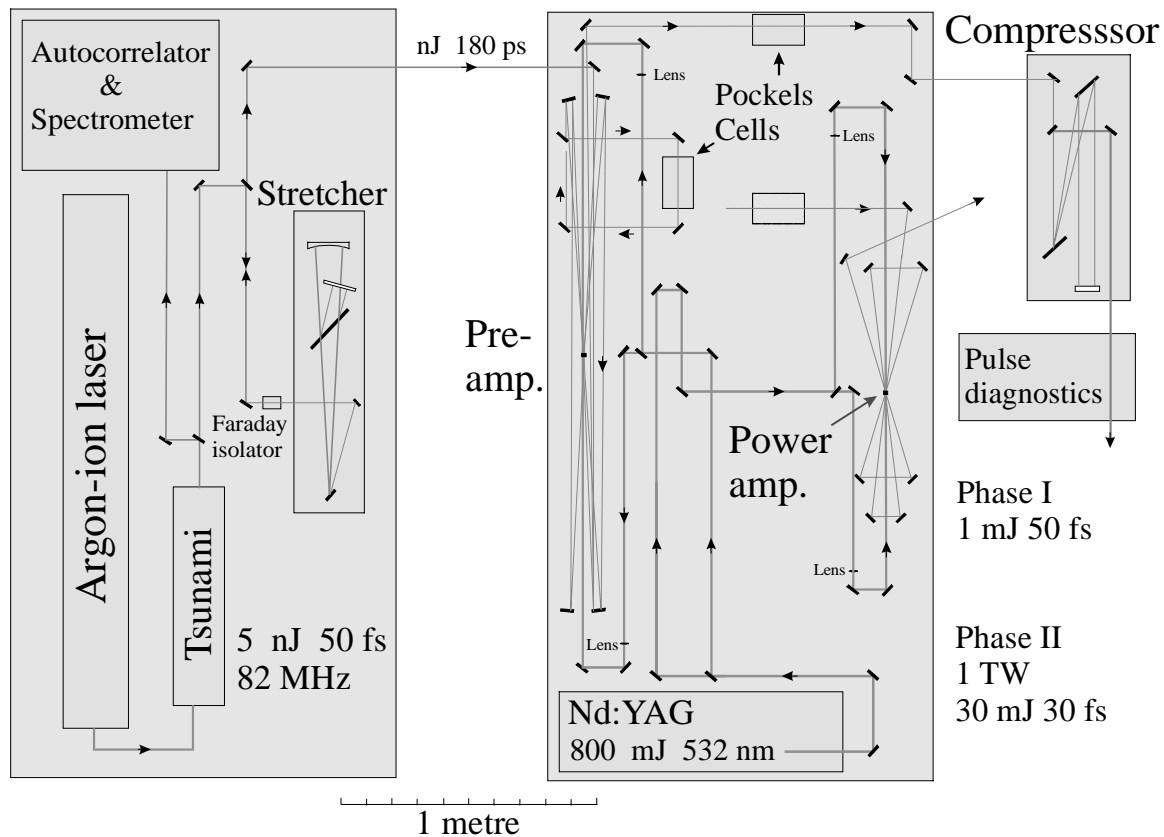 Autocorrelator
&
Spectrometer
nJ 180 ps
Stretcher
Argon-ion laser
Tsunami
Faraday
isolator
5 nJ 50 fs
82 MHz
Lens
Pockels
Cells
Lens
Pre-
amp.
Power
amp.
Lens
Lens
Nd:YAG
800 mJ 532 nm
Compresssor
Pulse
diagnostics
Phase I
1 mJ 50 fs
Phase II
1 TW
30 mJ 30 fs
1 metre